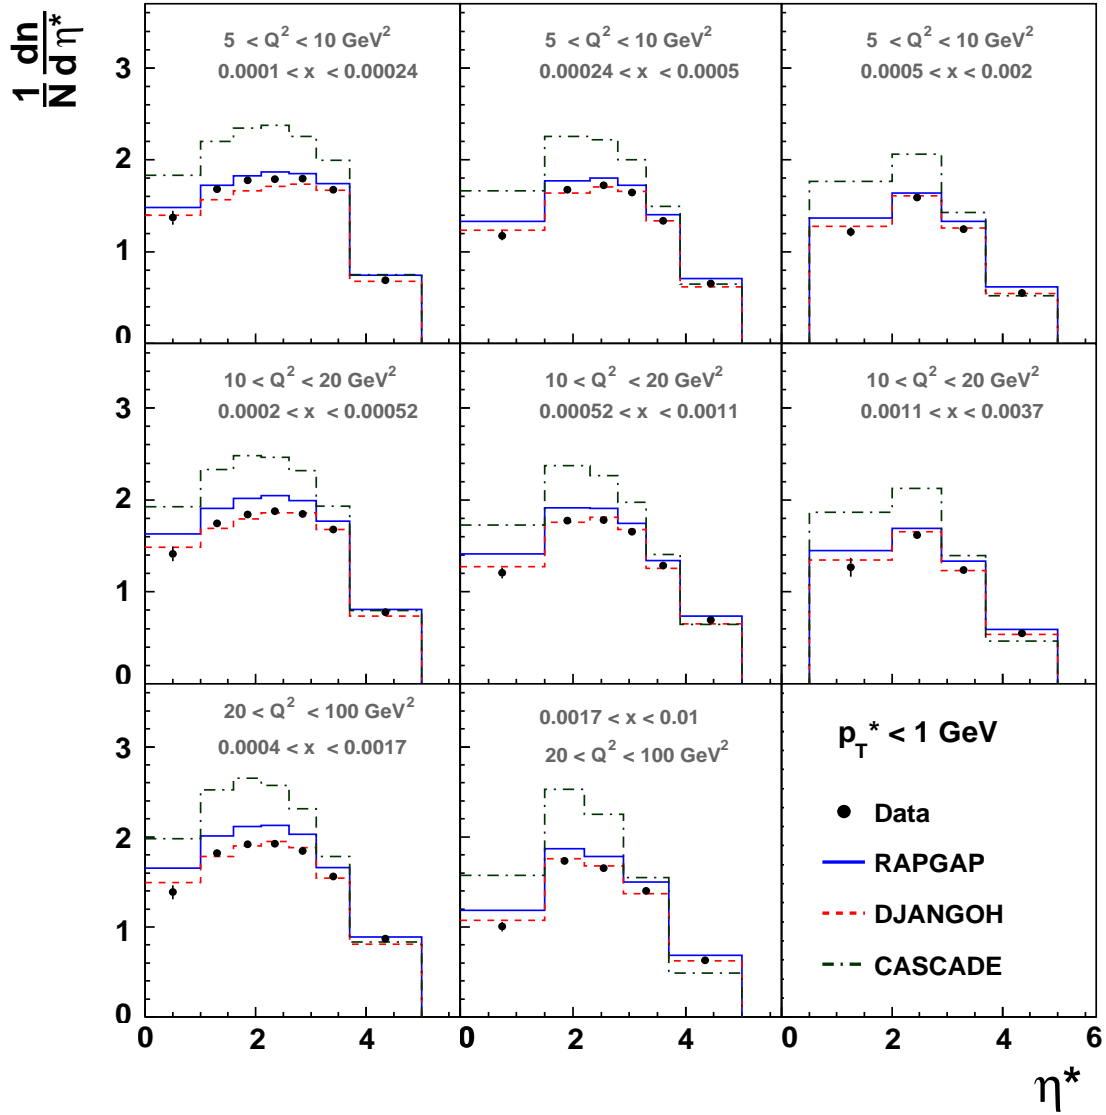 1 dn
N d η*
5 < Q² < 10 GeV²
0.0001 < x < 0.00024
5 < Q² < 10 GeV²
0.00024 < x < 0.0005
5 < Q² < 10 GeV²
0.0005 < x < 0.002
3
2
1
0
10 < Q² < 20 GeV²
0.0002 < x < 0.00052
10 < Q² < 20 GeV²
0.00052 < x < 0.0011
10 < Q² < 20 GeV²
0.0011 < x < 0.0037
3
2
1
0
20 < Q² < 100 GeV²
0.0004 < x < 0.0017
0.0017 < x < 0.01
20 < Q² < 100 GeV²
p_T* < 1 GeV
Data
RAPGAP
DJANGOH
CASCADE
3
2
1
0
0 2 4 0 2 4 0 2 4 6
η*